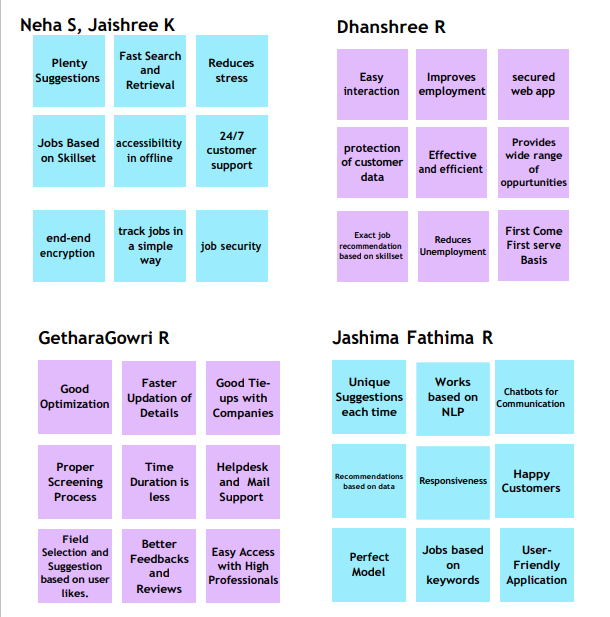 Neha S, Jaishree K
Plenty
Suggestions
Fast Search
and
Retrieval
Reduces
stress
Jobs Based
on Skillset
accessibiltity
in offline
24/7
customer
support
end-end
encryption
track jobs in
a simple
way
job security
Dhanshree R
Easy
interaction
Improves
employment
secured
web app
protection
of customer
data
Effective
and efficient
Provides
wide range
of
oppurtunities
Exact job
recommendation
based on skillset
Reduces
Unemployment
First Come
First serve
Basis
GetharaGowri R
Good
Optimization
Faster
Updation of
Details
Good Tie-
ups with
Companies
Proper
Screening
Process
Time
Duration is
less
Helpdesk
and Mail
Support
Field
Selection and
Suggestion
based on user
likes.
Better
Feedbacks
and
Reviews
Easy Access
with High
Professionals
Jashima Fathima R
Unique
Suggestions
each time
Works
based on
NLP
Chatbots for
Communication
Recommendations
based on data
Responsiveness
Happy
Customers
Perfect
Model
Jobs based
on
keywords
User-
Friendly
Application